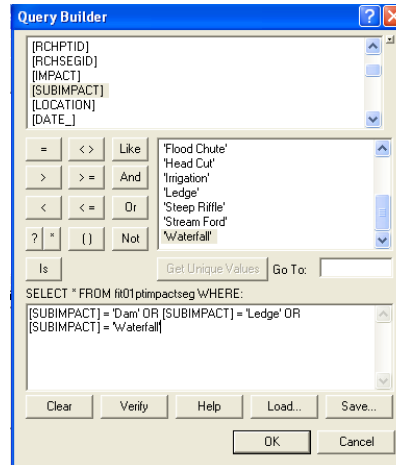 Query Builder
[RCHPTID]
[RCHSEGID]
[IMPACT]
[SUBIMPACT]
[LOCATION]
[DATE_]
= <> Like
> >= And
< <= Or
? * () Not
Is
'Flood Chute'
'Head Cut'
'Irrigation'
'Ledge'
'Steep Riffle'
'Stream Ford'
'Waterfall'
Get Unique Values Go To:
SELECT * FROM fit01ptimpactseg WHERE:
[SUBIMPACT] = 'Dam' OR [SUBIMPACT] = 'Ledge' OR
[SUBIMPACT] = 'Waterfall'
Clear Verify Help Load... Save...
OK Cancel